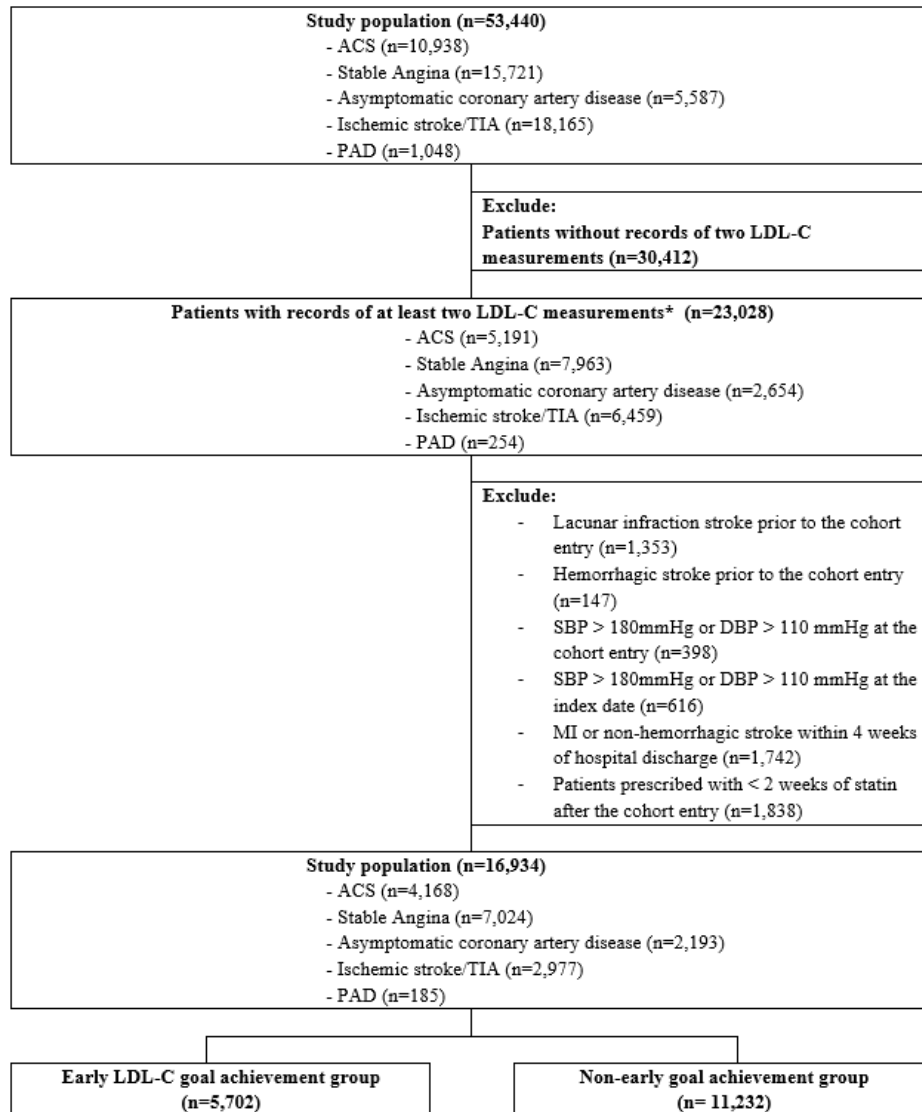 Study population (n=53,440)
- ACS (n=10,938)
- Stable Angina (n=15,721)
- Asymptomatic coronary artery disease (n=5,587)
- Ischemic stroke/TIA (n=18,165)
- PAD (n=1,048)
Exclude:
Patients without records of two LDL-C
measurements (n=30,412)
Patients with records of at least two LDL-C measurements* (n=23,028)
- ACS (n=5,191)
- Stable Angina (n=7,963)
- Asymptomatic coronary artery disease (n=2,654)
- Ischemic stroke/TIA (n=6,459)
- PAD (n=254)
Exclude:
- Lacunar infraction stroke prior to the cohort
entry (n=1,353)
- Hemorrhagic stroke prior to the cohort entry
(n=147)
- SBP > 180mmHg or DBP > 110 mmHg at the
cohort entry (n=398)
- SBP > 180mmHg or DBP > 110 mmHg at the
index date (n=616)
- MI or non-hemorrhagic stroke within 4 weeks
of hospital discharge (n=1,742)
- Patients prescribed with < 2 weeks of statin
after the cohort entry (n=1,838)
Study population (n=16,934)
- ACS (n=4,168)
- Stable Angina (n=7,024)
- Asymptomatic coronary artery disease (n=2,193)
- Ischemic stroke/TIA (n=2,977)
- PAD (n=185)
Early LDL-C goal achievement group
(n=5,702)
Non-early goal achievement group
(n= 11,232)